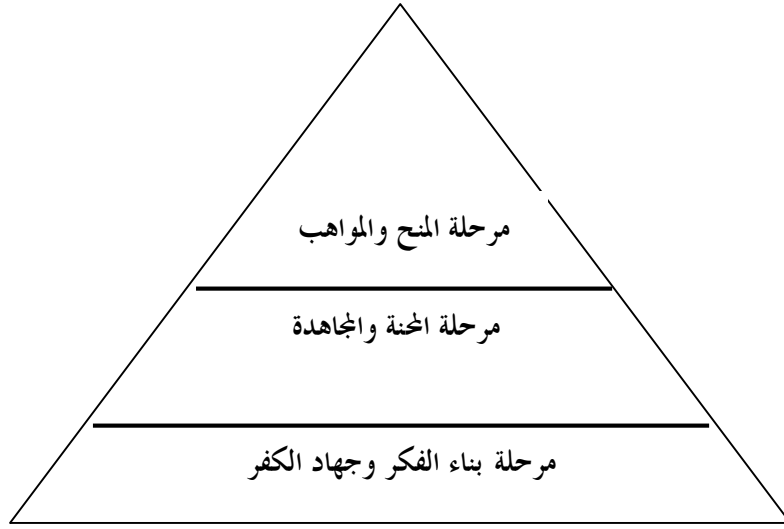 مرحلة المنح والمواهب
مرحلة المحنة والمجاهدة
مرحلة بناء الفكر وجهاد الكفر